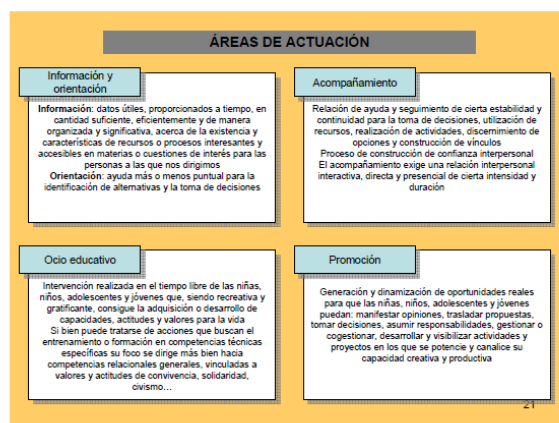 ÁREAS DE ACTUACIÓN
Información y
orientación
Información: datos útiles, proporcionados a tiempo, en
cantidad suficiente, eficientemente y de manera
organizada y significativa, acerca de la existencia y
características de recursos o procesos interesantes y
accesibles en materias o cuestiones de interés para las
personas a las que nos dirigimos
Orientación: ayuda más o menos puntual para la
identificación de alternativas y la toma de decisiones
Acompañamiento
Relación de ayuda y seguimiento de cierta estabilidad y
continuidad para la toma de decisiones, utilización de
recursos, realización de actividades, discernimiento de
opciones y construcción de vínculos
Proceso de construcción de confianza interpersonal
El acompañamiento exige una relación interpersonal
interactiva, directa y presencial de cierta intensidad y
duración
Ocio educativo
Intervención realizada en el tiempo libre de las niñas,
niños, adolescentes y jóvenes que, siendo recreativa y
gratificante, consigue la adquisición o desarrollo de
capacidades, actitudes y valores para la vida
Si bien puede tratarse de acciones que buscan el
entrenamiento o formación en competencias técnicas
específicas su foco se dirige más bien hacia
competencias relacionales generales, vinculadas a
valores y actitudes de convivencia, solidaridad,
civismo…
Promoción
Generación y dinamización de oportunidades reales
para que las niñas, niños, adolescentes y jóvenes
puedan: manifestar opiniones, trasladar propuestas,
tomar decisiones, asumir responsabilidades, gestionar o
cogestionar, desarrollar y visibilizar actividades y
proyectos en los que se potencie y canalice su
capacidad creativa y productiva
21